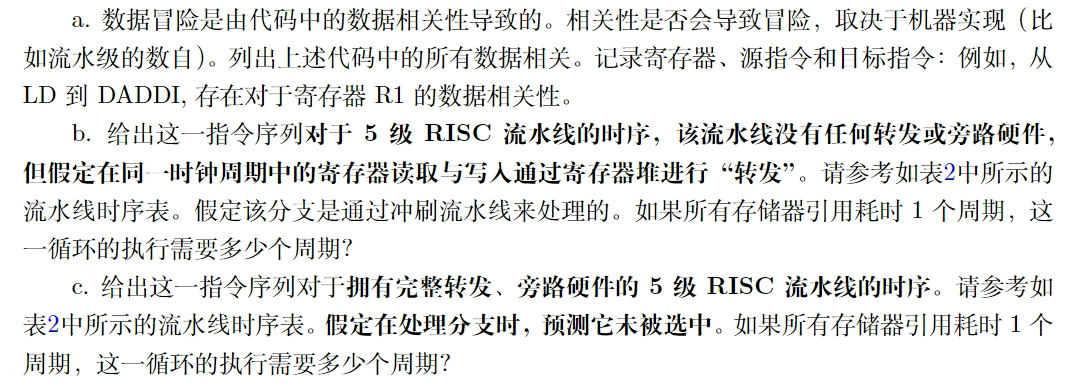 a. 数据冒险是由代码中的数据相关性导致的。相关性是否会导致冒险，取决于机器实现（比
如流水级的数自）。列出上述代码中的所有数据相关。记录寄存器、源指令和目标指令：例如，从
LD 到 DADDI, 存在对于寄存器 R1 的数据相关性。
b. 给出这一指令序列对于 5 级 RISC 流水线的时序，该流水线没有任何转发或旁路硬件，
但假定在同一时钟周期中的寄存器读取与写入通过寄存器堆进行“转发”。请参考如表2中所示的
流水线时序表。假定该分支是通过冲刷流水线来处理的。如果所有存储器引用耗时 1 个周期，这
一循环的执行需要多少个周期？
c. 给出这一指令序列对于拥有完整转发、旁路硬件的 5 级 RISC 流水线的时序。请参考如
表2中所示的流水线时序表。假定在处理分支时，预测它未被选中。如果所有存储器引用耗时 1 个
周期，这一循环的执行需要多少个周期？